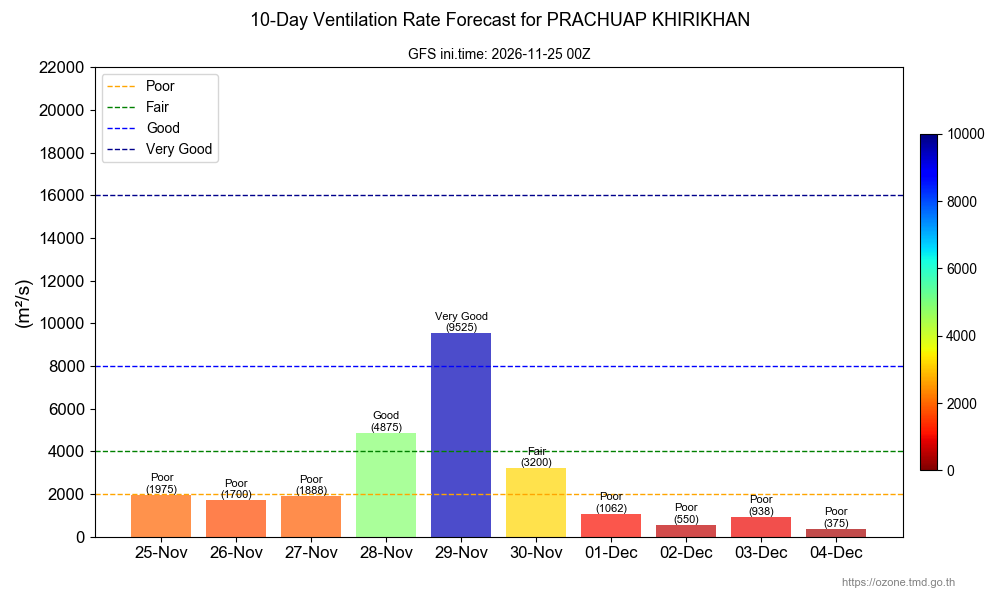 10-Day Ventilation Rate Forecast for PRACHUAP KHIRIKHAN
GFS ini.time: 2026-11-25 00Z
(m²/s)
22000
20000
18000
16000
14000
12000
10000
8000
6000
4000
2000
0
Poor
Fair
Good
Very Good
Poor
(1975)
Poor
(1700)
Poor
(1888)
Good
(4875)
Very Good
(9525)
Fair
(3200)
Poor
(1062)
Poor
(550)
Poor
(938)
Poor
(375)
25-Nov 26-Nov 27-Nov 28-Nov 29-Nov 30-Nov 01-Dec 02-Dec 03-Dec 04-Dec
10000
8000
6000
4000
2000
0
https://ozone.tmd.go.th